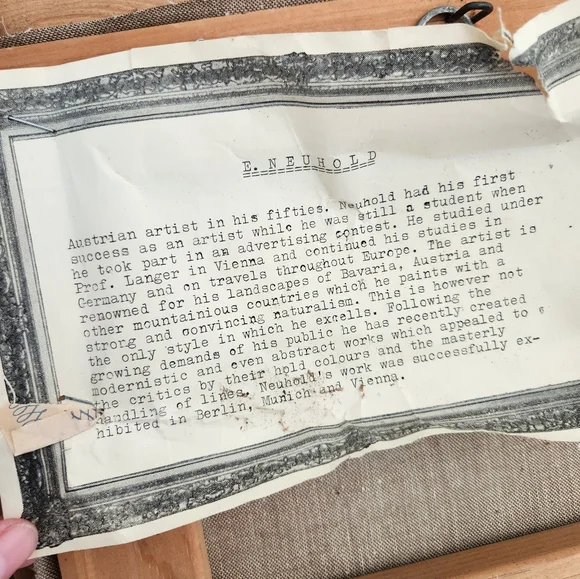 E. NEUHOLD
Austrian artist in his fifties. Neuhold had his first
success as an artist while he was still a student when
he took part in an advertising contest. He studied under
Prof. Langer in Vienna and continued his studies in
Germany and on travels throughout Europe. The artist is
renowned for his landscapes of Bavaria, Austria and
other mountainious countries which he paints with a
strong and convincing naturalism. This is however not
the only style in which he excells. Following the
growing demands of his public he has recently created
modernistic and even abstract works which appealed to
the critics by their bold colours and the masterly
handling of lines. Neuhold's work was successfully ex-
hibited in Berlin, Munich and Vienna.